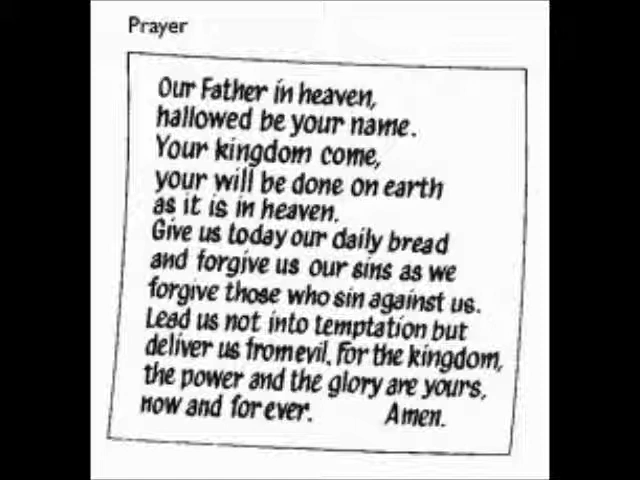 Prayer
Our Father in heaven,
hallowed be your name.
Your kingdom come,
your will be done on earth
as it is in heaven.
Give us today our daily bread
and forgive us our sins as we
forgive those who sin against us.
Lead us not into temptation but
deliver us from evil. For the kingdom,
the power and the glory are yours,
now and for ever. Amen.